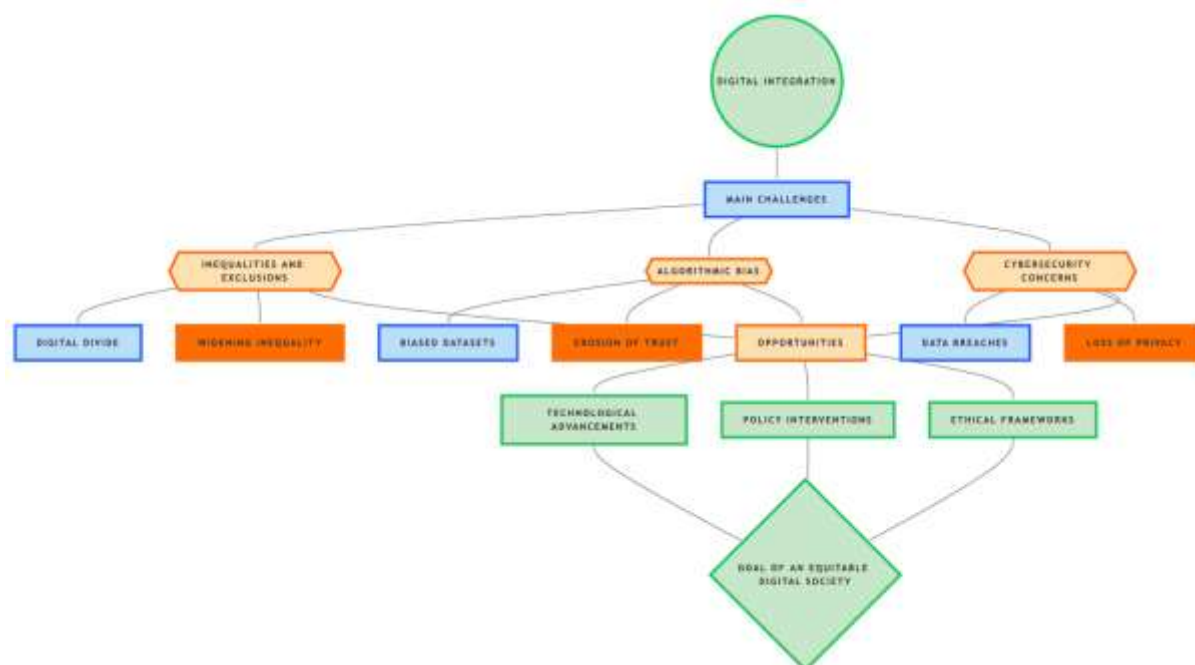 DIGITAL INTEGRATION
MAIN CHALLENGES
INEQUALITIES AND
EXCLUSIONS
ALGORITHMIC BIAS
CYBERSECURITY
CONCERNS
DIGITAL DIVIDE
WIDENING INEQUALITY
BIASED DATASETS
EROSION OF TRUST
OPPORTUNITIES
DATA BREACHES
LOSS OF PRIVACY
TECHNOLOGICAL
ADVANCEMENTS
POLICY INTERVENTIONS
ETHICAL FRAMEWORKS
GOAL OF AN EQUITABLE
DIGITAL SOCIETY